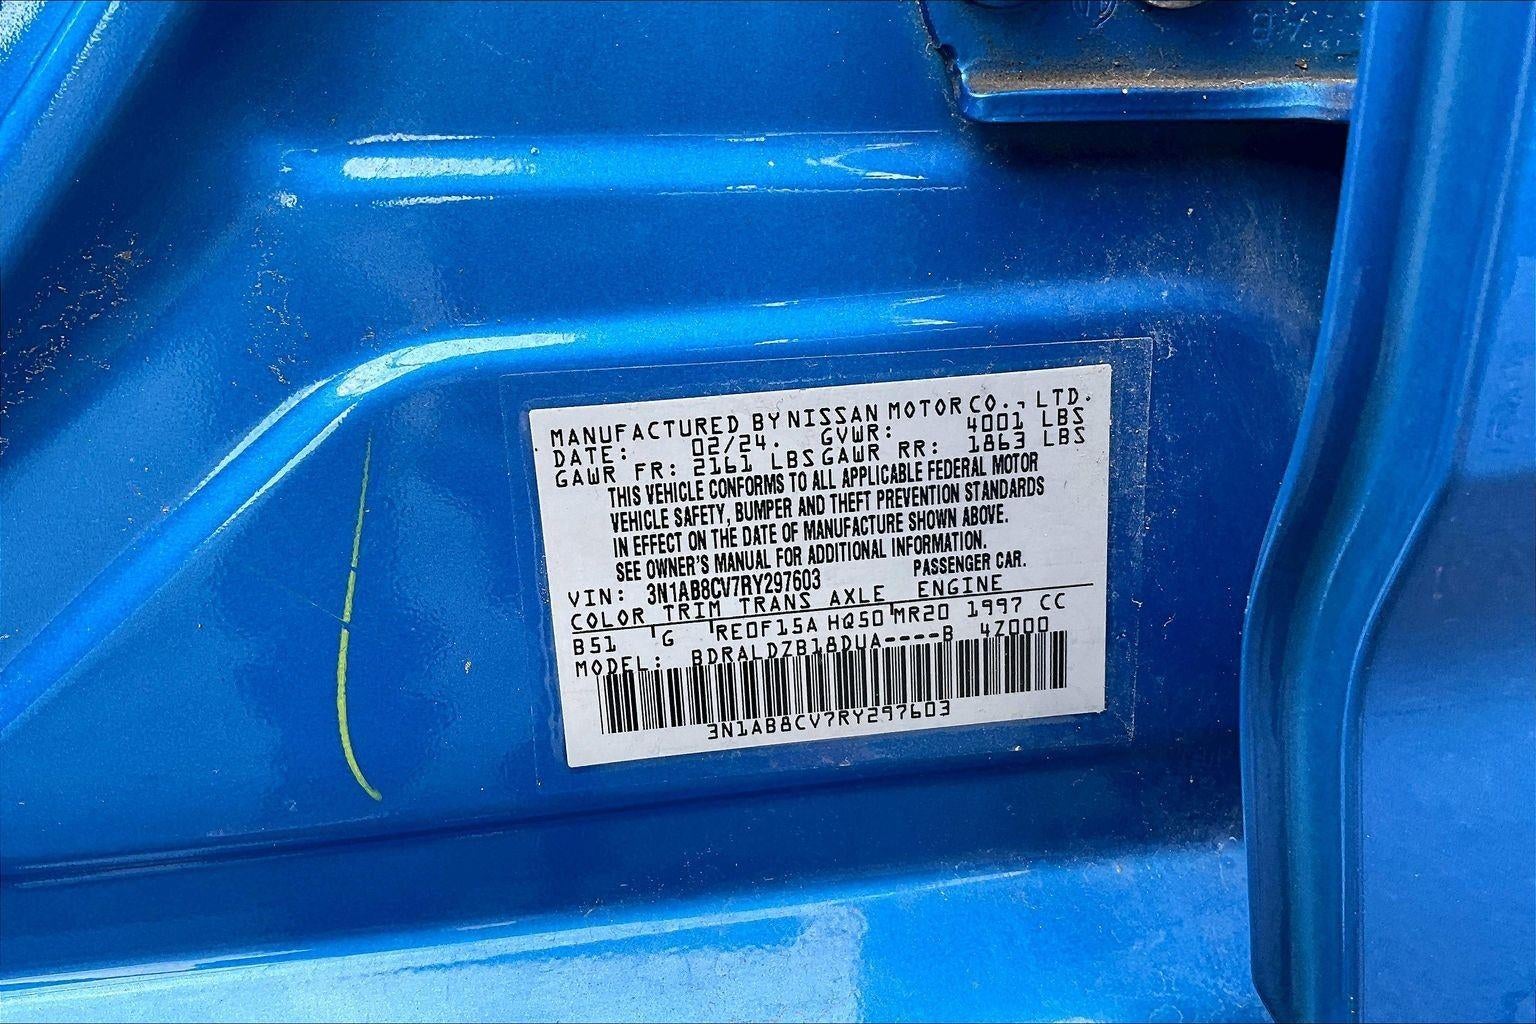 MANUFACTURED BY NISSAN MOTOR CO., LTD.
DATE: 02/24. GVWR: 4001 LBS
GAWR FR: 2161 LBS GAWR RR: 1863 LBS
THIS VEHICLE CONFORMS TO ALL APPLICABLE FEDERAL MOTOR
VEHICLE SAFETY, BUMPER AND THEFT PREVENTION STANDARDS
IN EFFECT ON THE DATE OF MANUFACTURE SHOWN ABOVE.
SEE OWNER'S MANUAL FOR ADDITIONAL INFORMATION.
VIN: 3N1AB8CV7RY297603 PASSENGER CAR.
COLOR TRIM TRANS AXLE ENGINE
B51 G RE0F15A HQ50 MR20 1997 CC
MODEL: BDRALDZB18DUA----B 4Z000
3N1AB8CV7RY297603